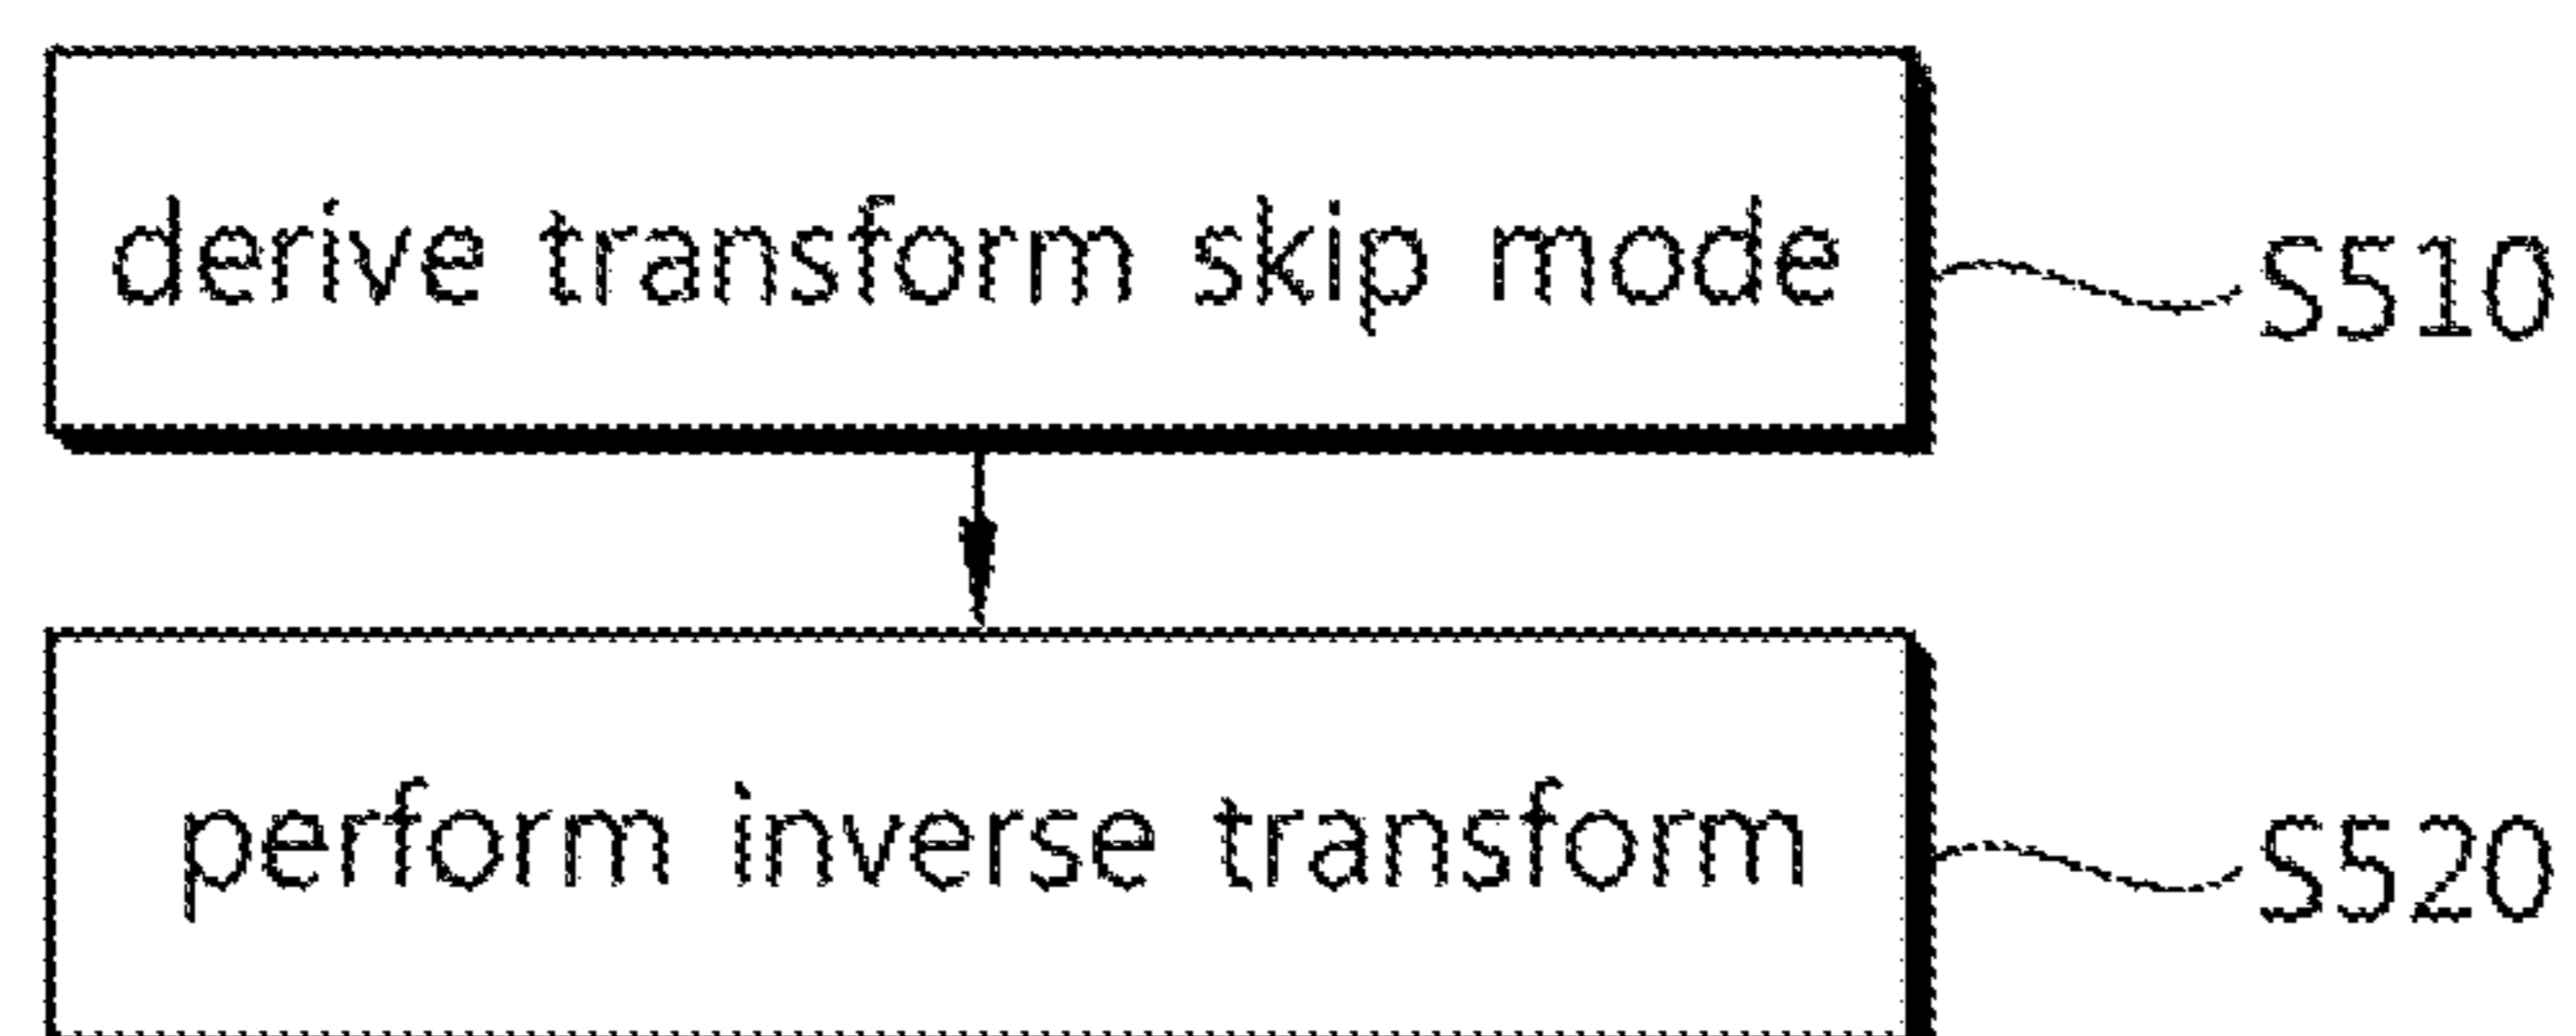 derive transform skip mode
S510
perform inverse transform
S520